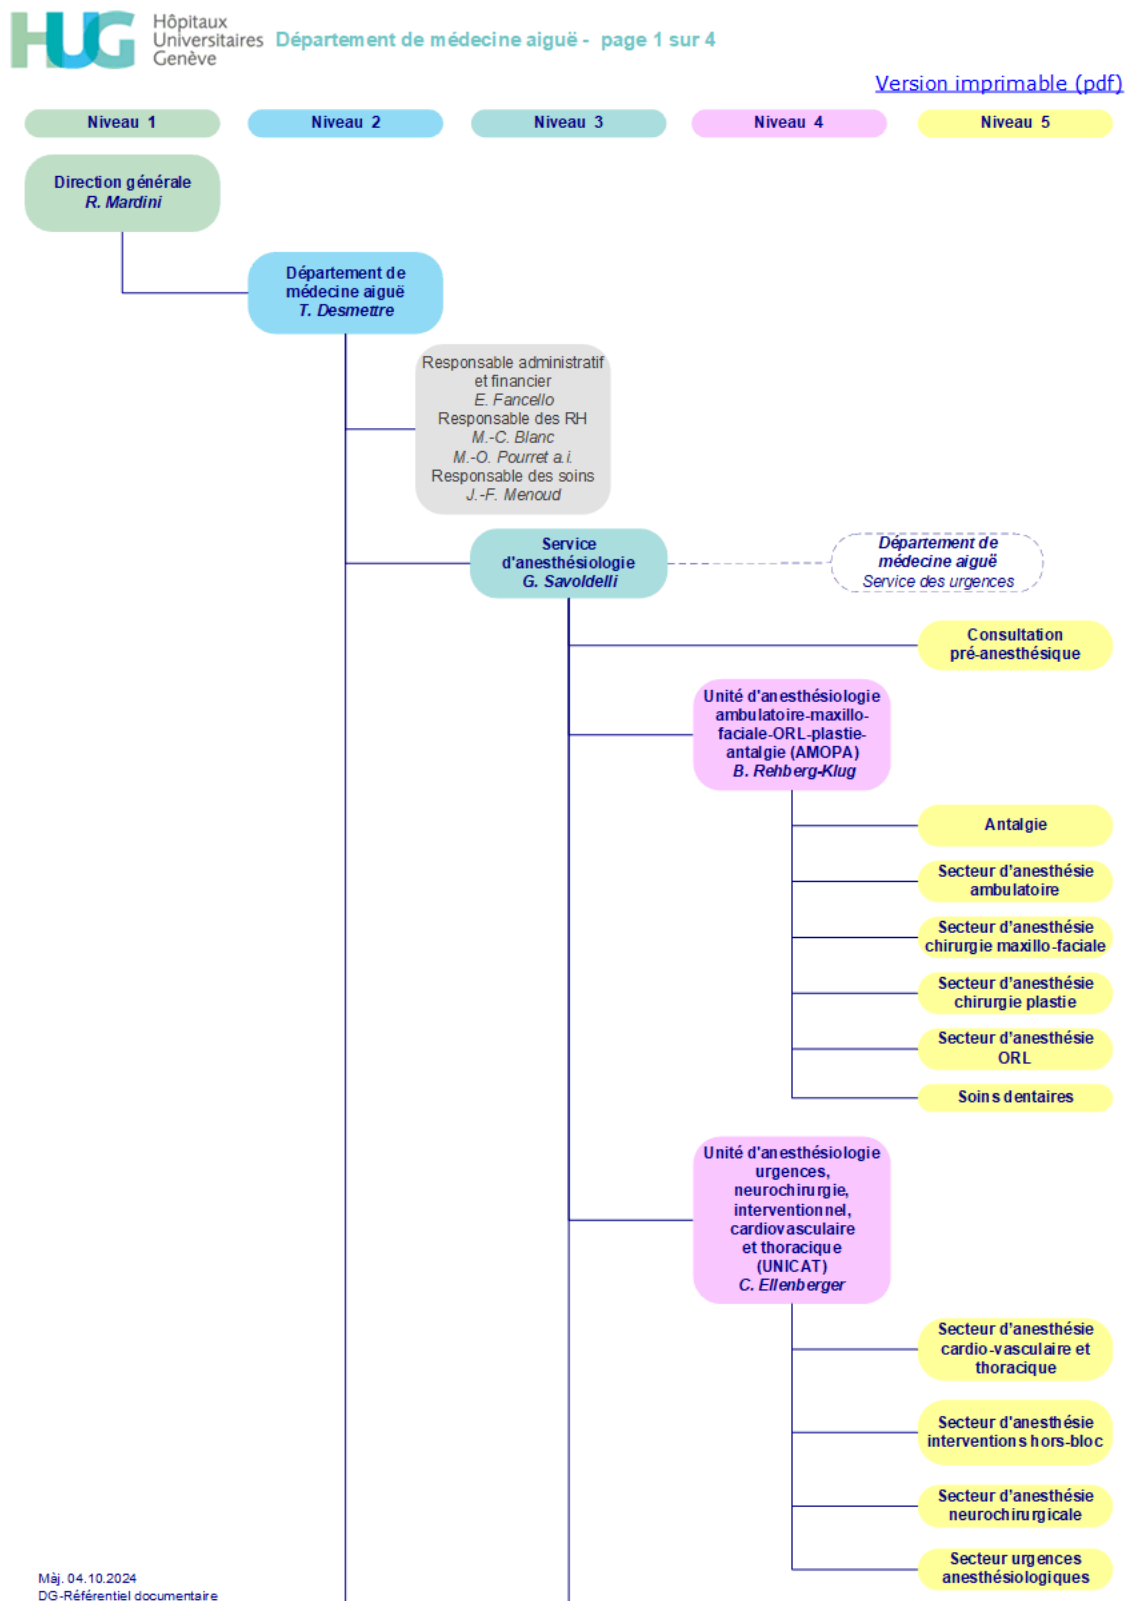 HUG
Hôpitaux
Universitaires
Genève
Département de médecine aiguë - page 1 sur 4
Version imprimable (pdf)
Niveau 1
Niveau 2
Niveau 3
Niveau 4
Niveau 5
Direction générale
R. Mardini
Département de
médecine aiguë
T. Desmettre
Responsable administratif
et financier
E. Fancello
Responsable des RH
M.-C. Blanc
M.-O. Pourret a.i.
Responsable des soins
J.-F. Menoud
Service
d'anesthésiologie
G. Savoldelli
Département de
médecine aiguë
Service des urgences
Consultation
pré-anesthésique
Unité d'anesthésiologie
ambulatoire-maxillo-
faciale-ORL-plastie-
antalgie (AMOPA)
B. Rehberg-Klug
Antalgie
Secteur d’anesthésie
ambulatoire
Secteur d’anesthésie
chirurgie maxillo-faciale
Secteur d’anesthésie
chirurgie plastie
Secteur d’anesthésie
ORL
Soins dentaires
Unité d'anesthésiologie
urgences,
neurochirurgie,
interventionnel,
cardiovasculaire
et thoracique
(UNICAT)
C. Ellenberger
Secteur d’anesthésie
cardio-vasculaire et
thoracique
Secteur d'anesthésie
interventions hors-bloc
Secteur d’anesthésie
neurochirurgicale
Secteur urgences
anesthésiologiques
Màj. 04.10.2024
DG-Référentiel documentaire